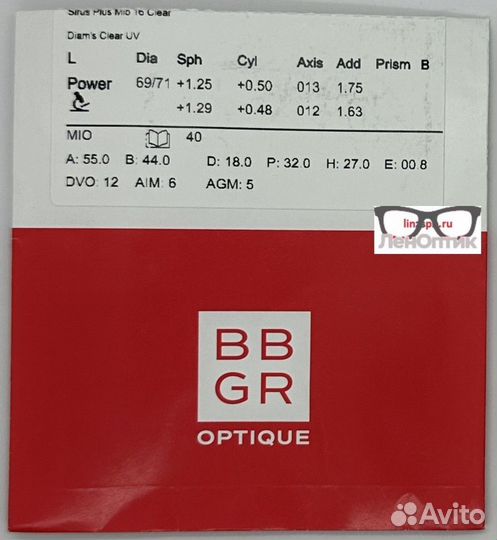 Sirus Plus Mio 16 Clear
Diam's Clear UV
L Dia Sph Cyl Axis Add Prism B
Power 69/71 +1.25 +0.50 013 1.75
+1.29 +0.48 012 1.63
MIO 40
A: 55.0 B: 44.0 D: 18.0 P: 32.0 H: 27.0 E: 00.8
DVO: 12 AIM: 6 AGM: 5
linzspb.ru
ЛенОптик
BB
GR
OPTIQUE
Avito